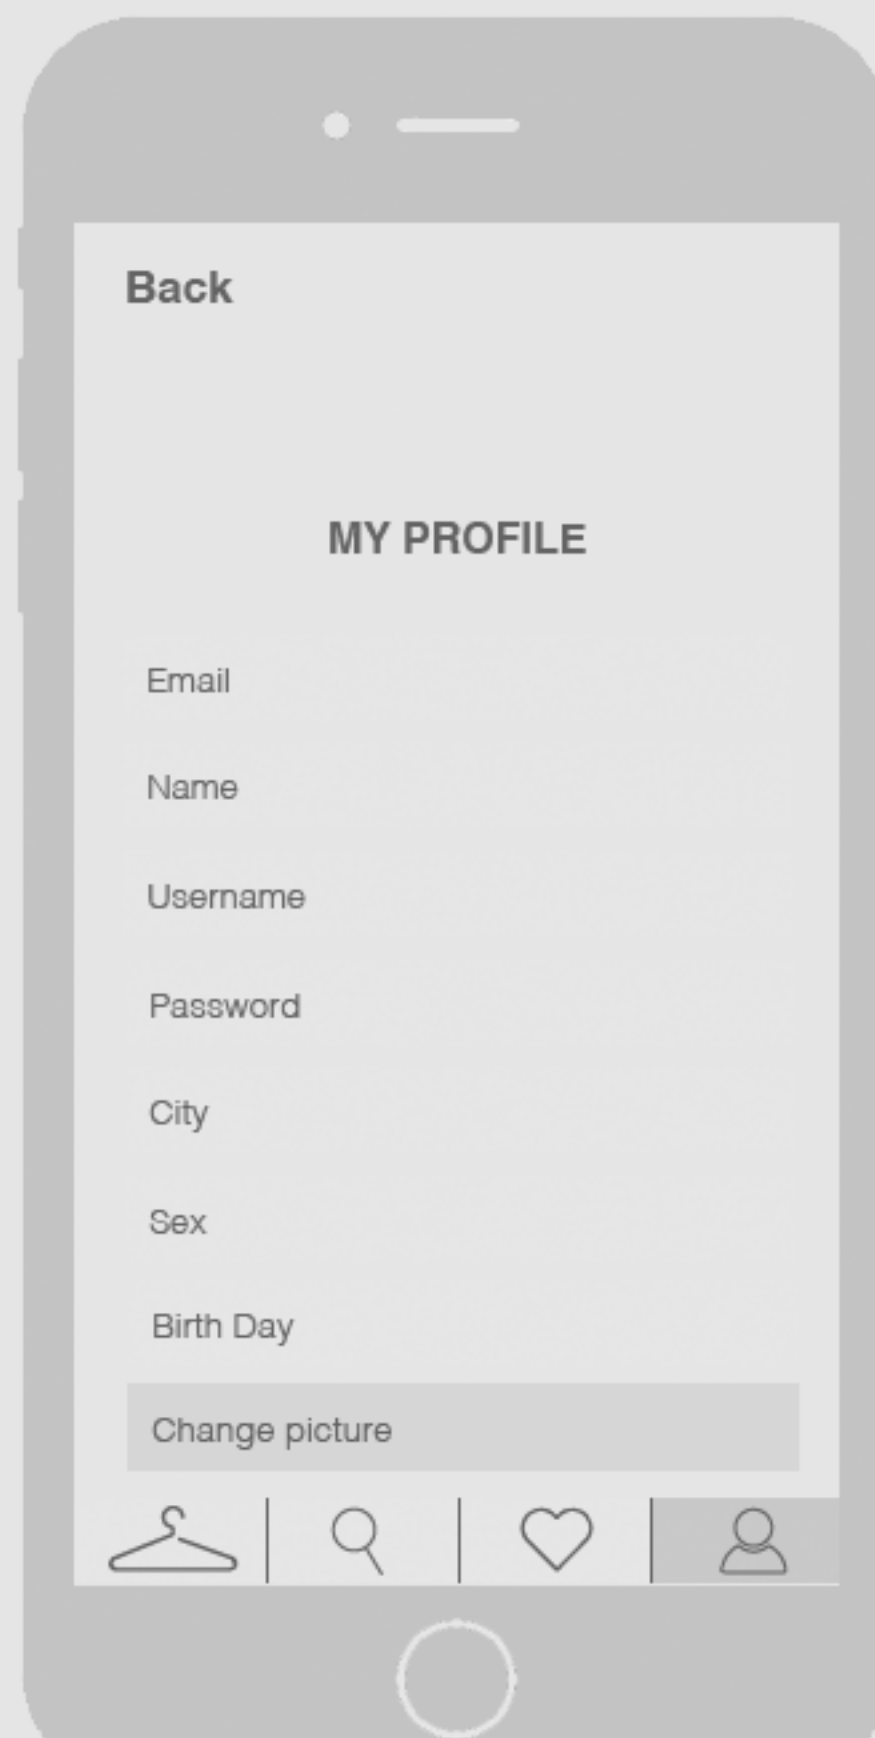 Back
MY PROFILE
Email
Name
Username
Password
City
Sex
Birth Day
Change picture